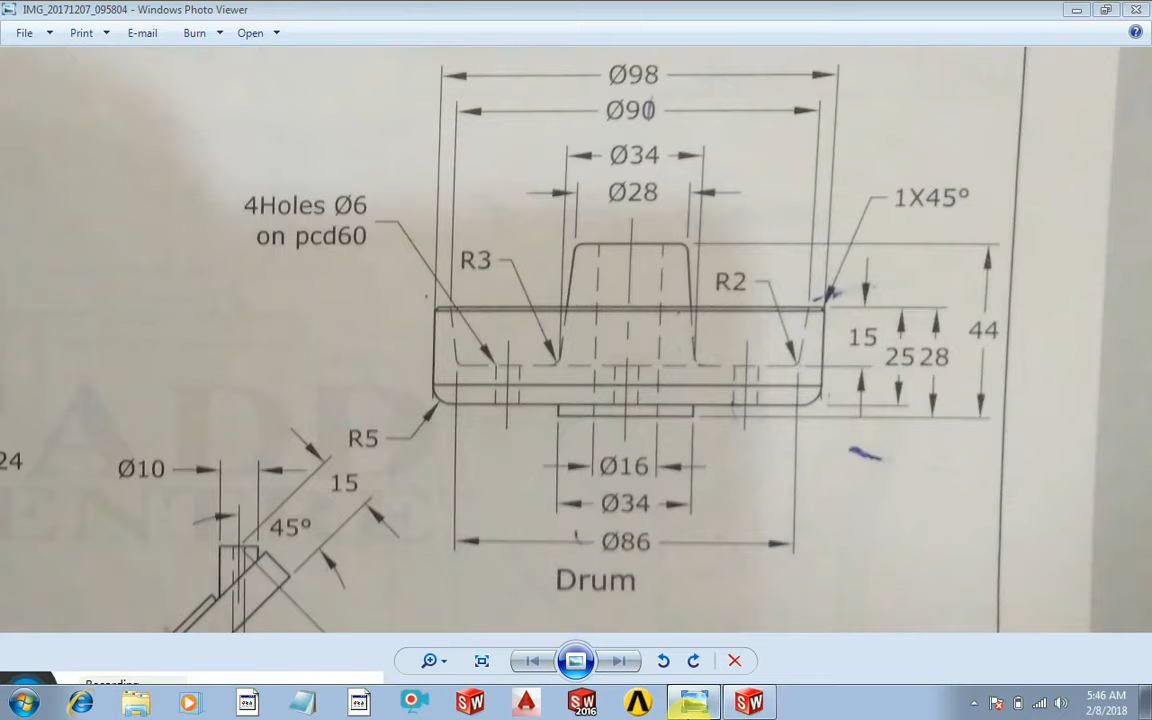 IMG_20171207_095804 - Windows Photo Viewer
File Print E-mail Burn Open
Ø98
Ø90
Ø34
Ø28
4Holes Ø6
on pcd60
1X45°
R3
R2
15
25
28
44
R5
24
Ø10
15
45°
Ø16
Ø34
Ø86
Drum
2016
5:46 AM
2/8/2018